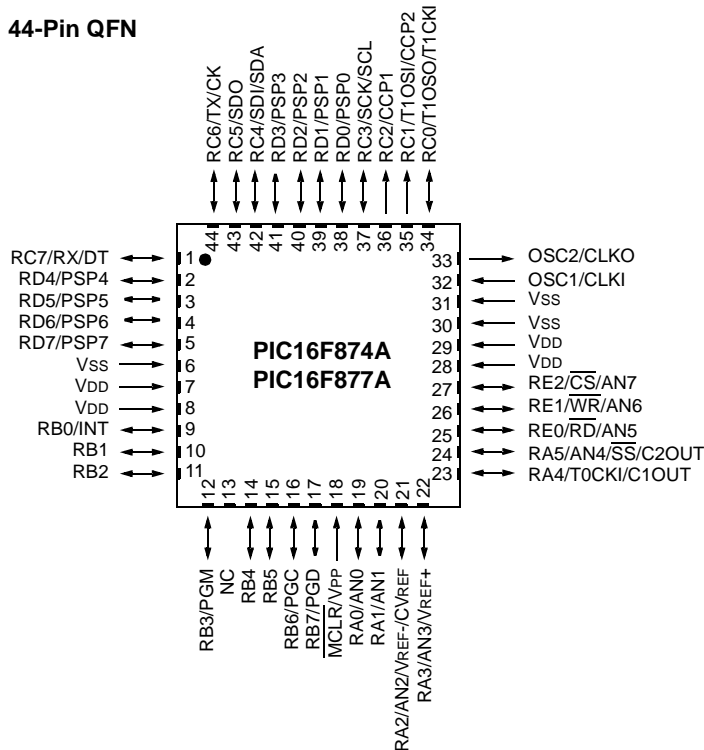 44-Pin QFN
RC6/TX/CK
RC5/SDO
RC4/SDI/SDA
RD3/PSP3
RD2/PSP2
RD1/PSP1
RD0/PSP0
RC3/SCK/SCL
RC2/CCP1
RC1/T1OSI/CCP2
RC0/T1OSO/T1CKI
44 43 42 41 40 39 38 37 36 35 34
RC7/RX/DT 1
RD4/PSP4 2
RD5/PSP5 3
RD6/PSP6 4
RD7/PSP7 5
VSS 6
VDD 7
VDD 8
RB0/INT 9
RB1 10
RB2 11
PIC16F874A
PIC16F877A
33 OSC2/CLKO
32 OSC1/CLKI
31 VSS
30 VSS
29 VDD
28 VDD
27 RE2/CS/AN7
26 RE1/WR/AN6
25 RE0/RD/AN5
24 RA5/AN4/SS/C2OUT
23 RA4/T0CKI/C1OUT
12 13 14 15 16 17 18 19 20 21 22
RB3/PGM
NC
RB4
RB5
RB6/PGC
RB7/PGD
MCLR/VPP
RA0/AN0
RA1/AN1
RA2/AN2/VREF-/CVREF
RA3/AN3/VREF+